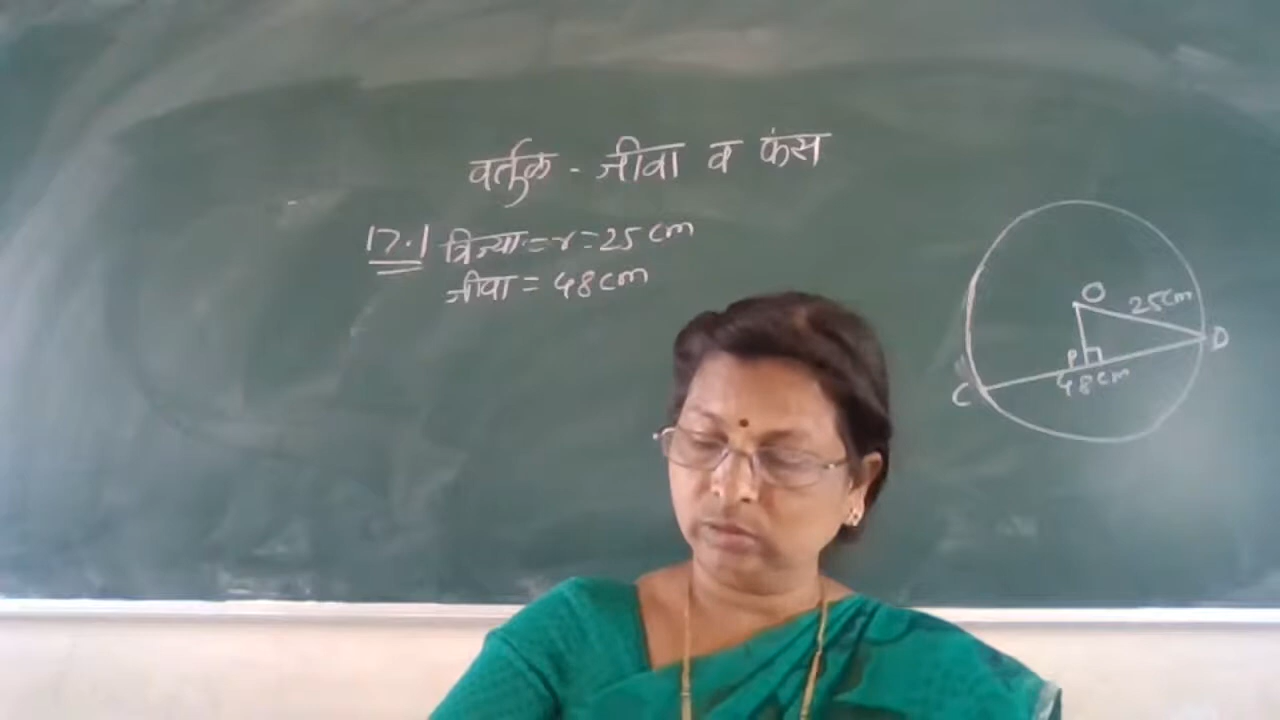 वर्तुळ - जीवा व कंस
17.1 त्रिज्या = r = 25 cm
जीवा = 48 cm
O
25cm
P
D
48cm
C